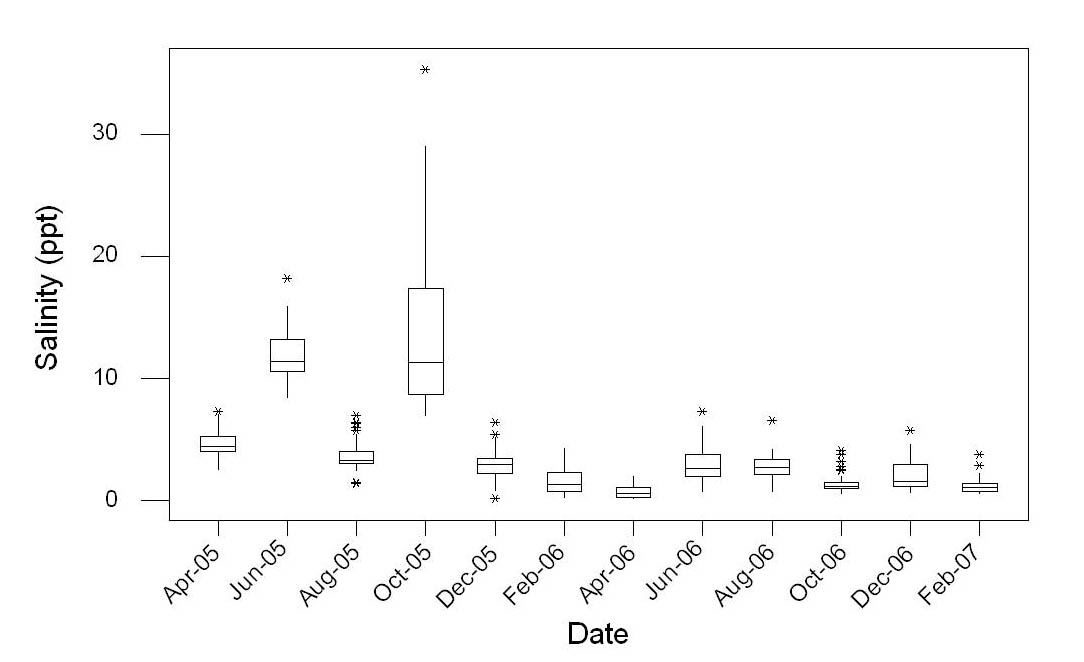 30
20
10
0
Salinity (ppt)
Apr-05 Jun-05 Aug-05 Oct-05 Dec-05 Feb-06 Apr-06 Jun-06 Aug-06 Oct-06 Dec-06 Feb-07
Date